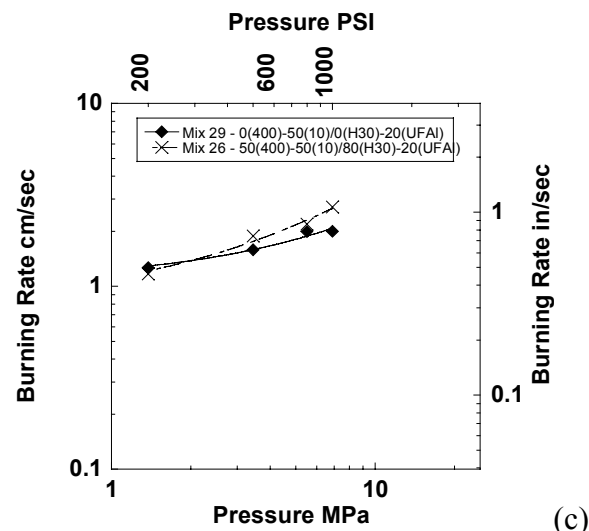 Pressure PSI
200
600
1000
10
Mix 29 - 0(400)-50(10)/0(H30)-20(UFAl)
Mix 26 - 50(400)-50(10)/80(H30)-20(UFAl)
Burning Rate cm/sec
1
Burning Rate in/sec
1
0.1
0.1
1
10
Pressure MPa
(c)